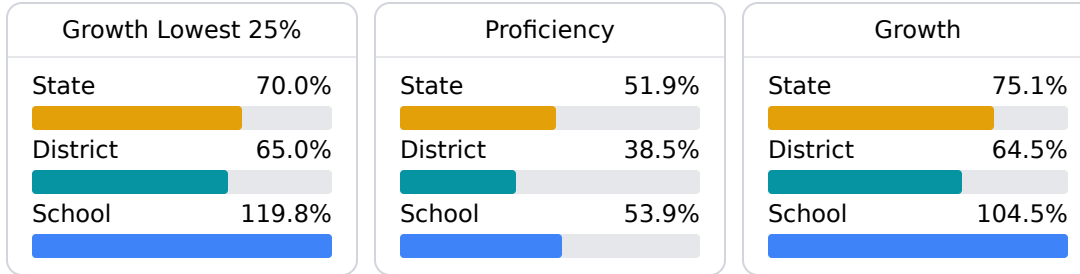 Growth Lowest 25%
State 70.0%
District 65.0%
School 119.8%
Proficiency
State 51.9%
District 38.5%
School 53.9%
Growth
State 75.1%
District 64.5%
School 104.5%